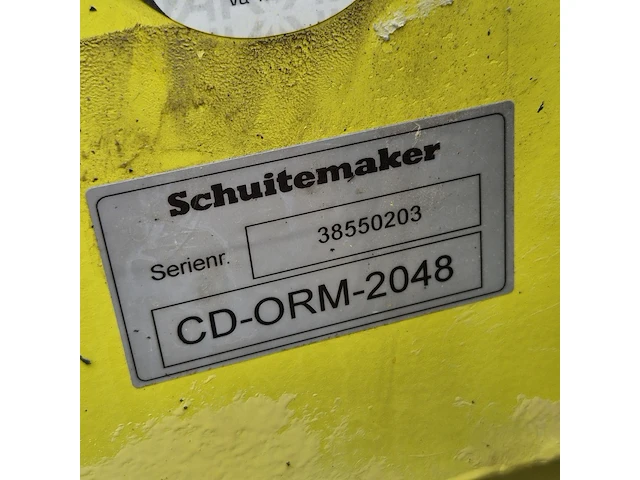 Schuitemaker
Serienr. 38550203
CD-ORM-2048